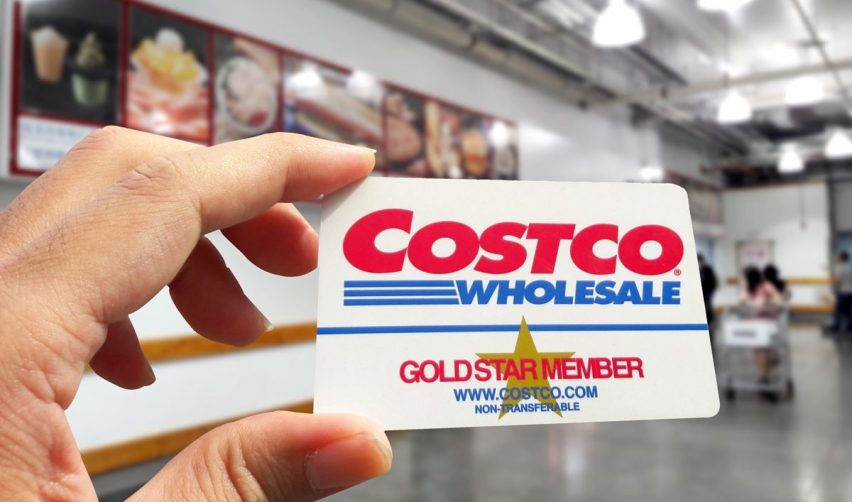 COSTCO®
WHOLESALE
GOLD STAR MEMBER
WWW.COSTCO.COM
NON-TRANSFERABLE